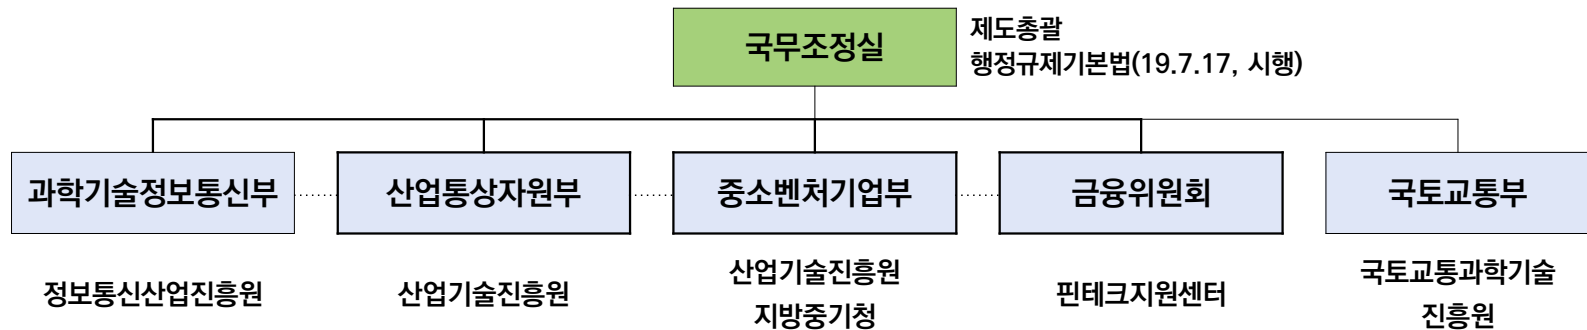 국무조정실
제도총괄
행정규제기본법(19.7.17, 시행)
과학기술정보통신부
산업통상자원부
중소벤처기업부
금융위원회
국토교통부
정보통신산업진흥원
산업기술진흥원
산업기술진흥원
지방중기청
핀테크지원센터
국토교통과학기술
진흥원